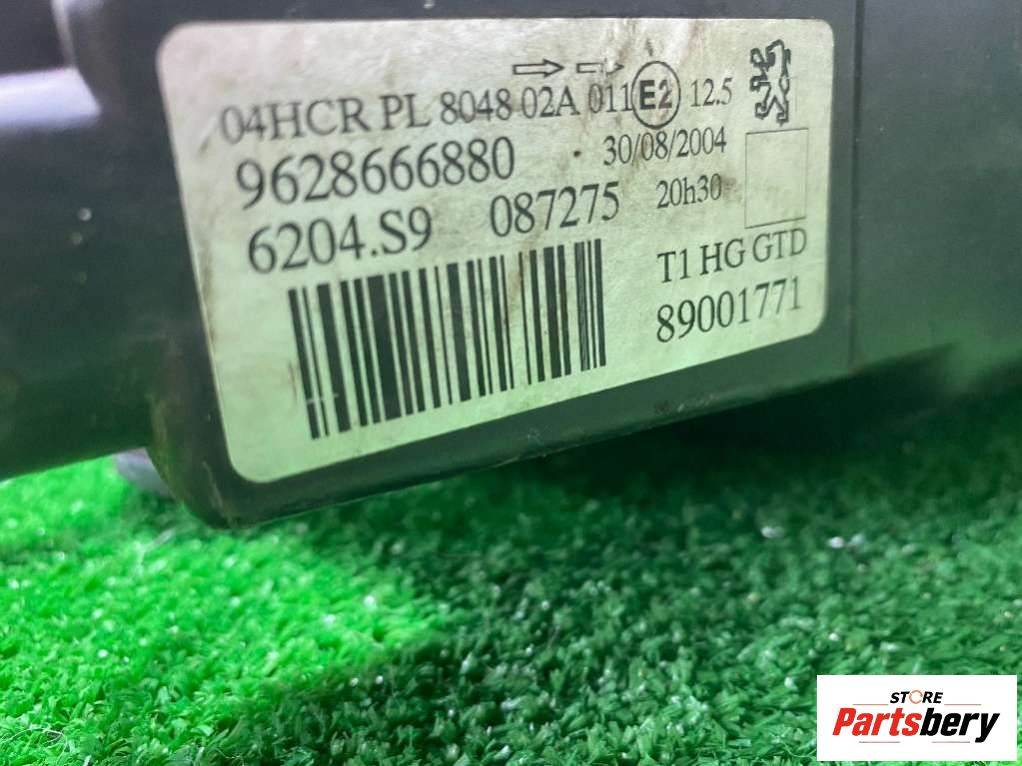 04HCR PL 8048 02A 011 E2 12.5
9628666880 30/08/2004
6204.S9 087275 20h30
T1 HG GTD
89001771
STORE
Partsbery